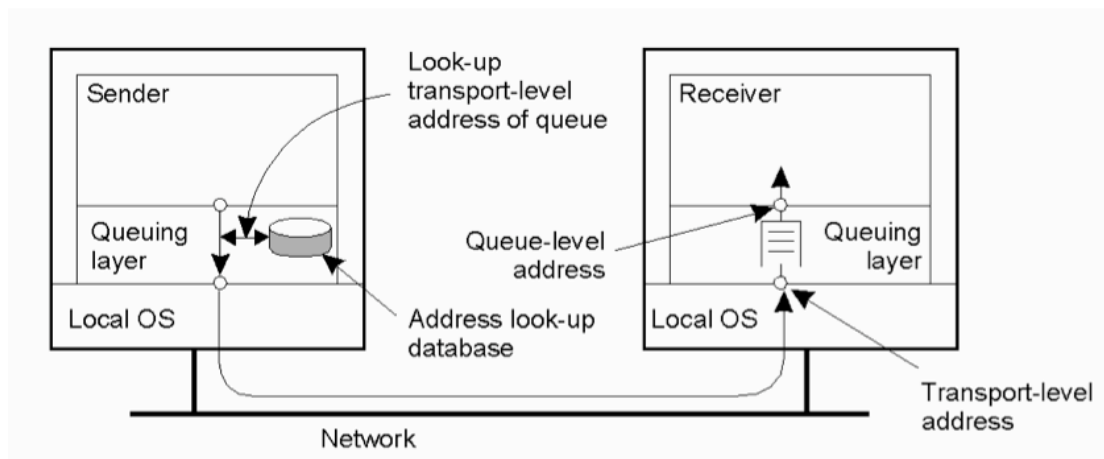 Sender
Look-up
transport-level
address of queue
Receiver
Queuing
layer
Queue-level
address
Queuing
layer
Local OS
Address look-up
database
Local OS
Transport-level
address
Network